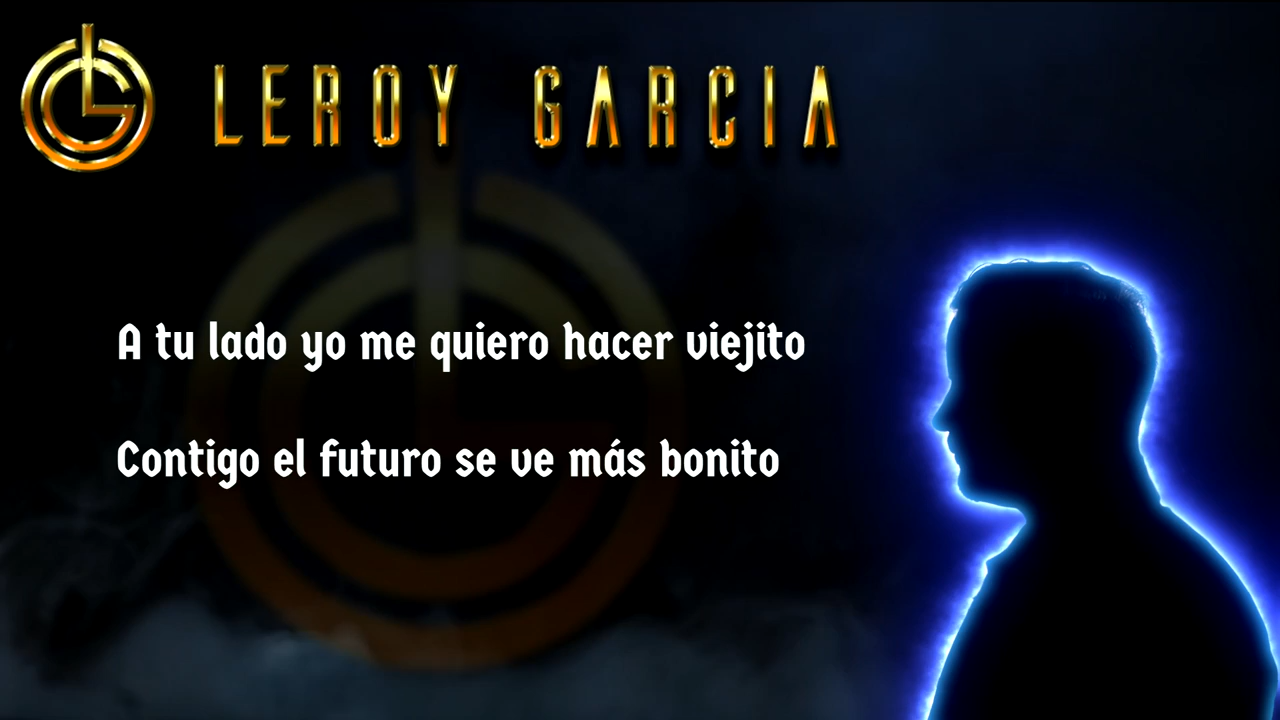 LEROY GARCIA
A tu lado yo me quiero hacer viejito
Contigo el futuro se ve más bonito